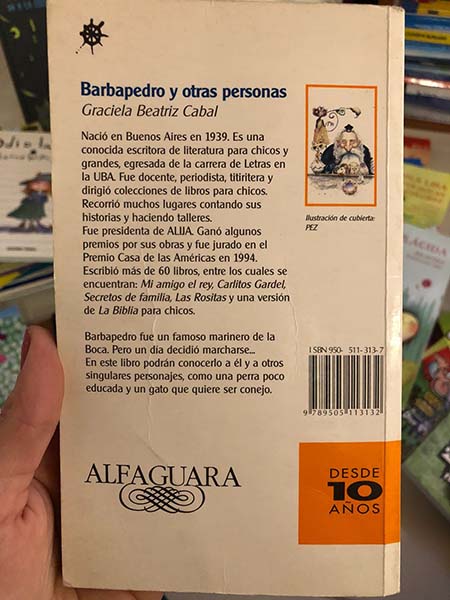 Barbapedro y otras personas
Graciela Beatriz Cabal
Nació en Buenos Aires en 1939. Es una
conocida escritora de literatura para chicos y
grandes, egresada de la carrera de Letras en
la UBA. Fue docente, periodista, titiritera y
dirigió colecciones de libros para chicos.
Recorrió muchos lugares contando sus
historias y haciendo talleres.
Fue presidenta de ALIJA. Ganó algunos
premios por sus obras y fue jurado en el
Premio Casa de las Américas en 1994.
Escribió más de 60 libros, entre los cuales se
encuentran: Mi amigo el rey, Carlitos Gardel,
Secretos de familia, Las Rositas y una versión
de La Biblia para chicos.
Barbapedro fue un famoso marinero de la
Boca. Pero un día decidió marcharse...
En este libro podrán conocerlo a él y a otros
singulares personajes, como una perra poco
educada y un gato que quiere ser conejo.
ALFAGUARA
Ilustración de cubierta:
PEZ
ISBN 950- 511-313-7
9 789505 113132
DESDE
10
AÑOS